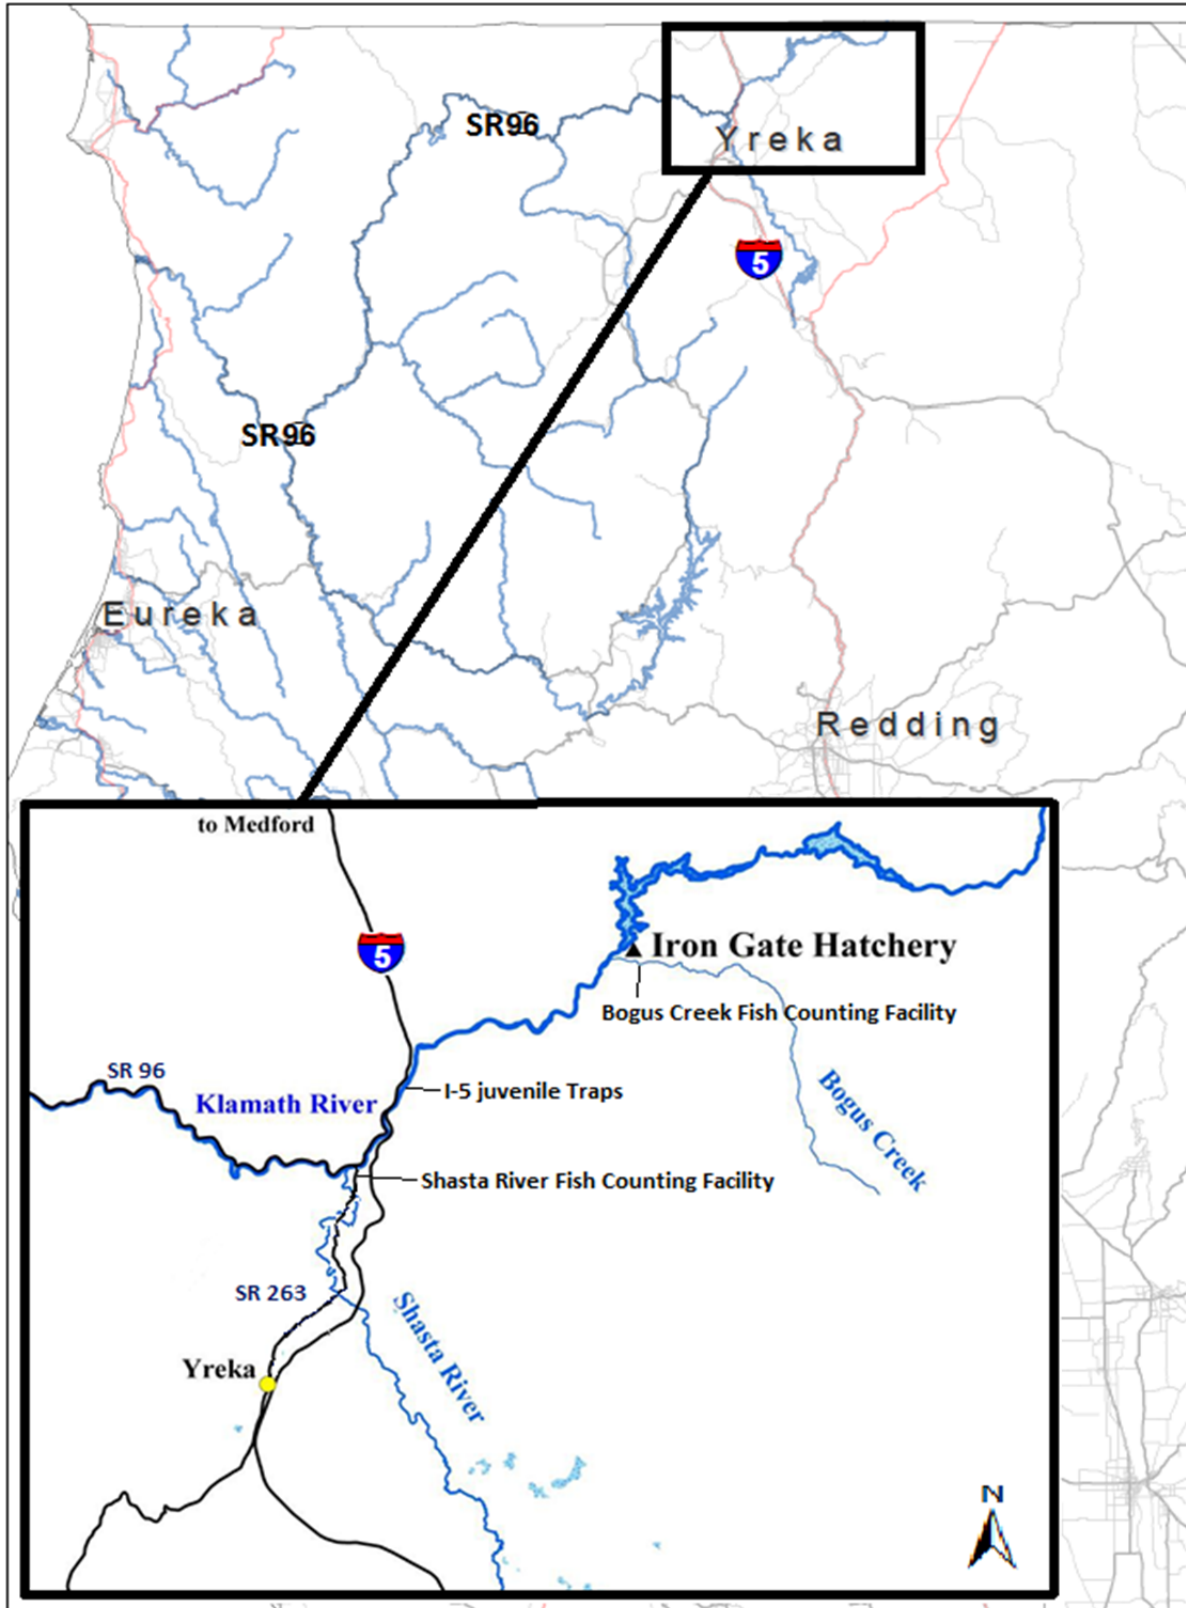 SR96
Yreka
5
SR96
Eureka
Redding
to Medford
5
Iron Gate Hatchery
Bogus Creek Fish Counting Facility
SR 96
I-5 juvenile Traps
Klamath River
Bogus Creek
Shasta River Fish Counting Facility
SR 263
Shasta River
Yreka
N